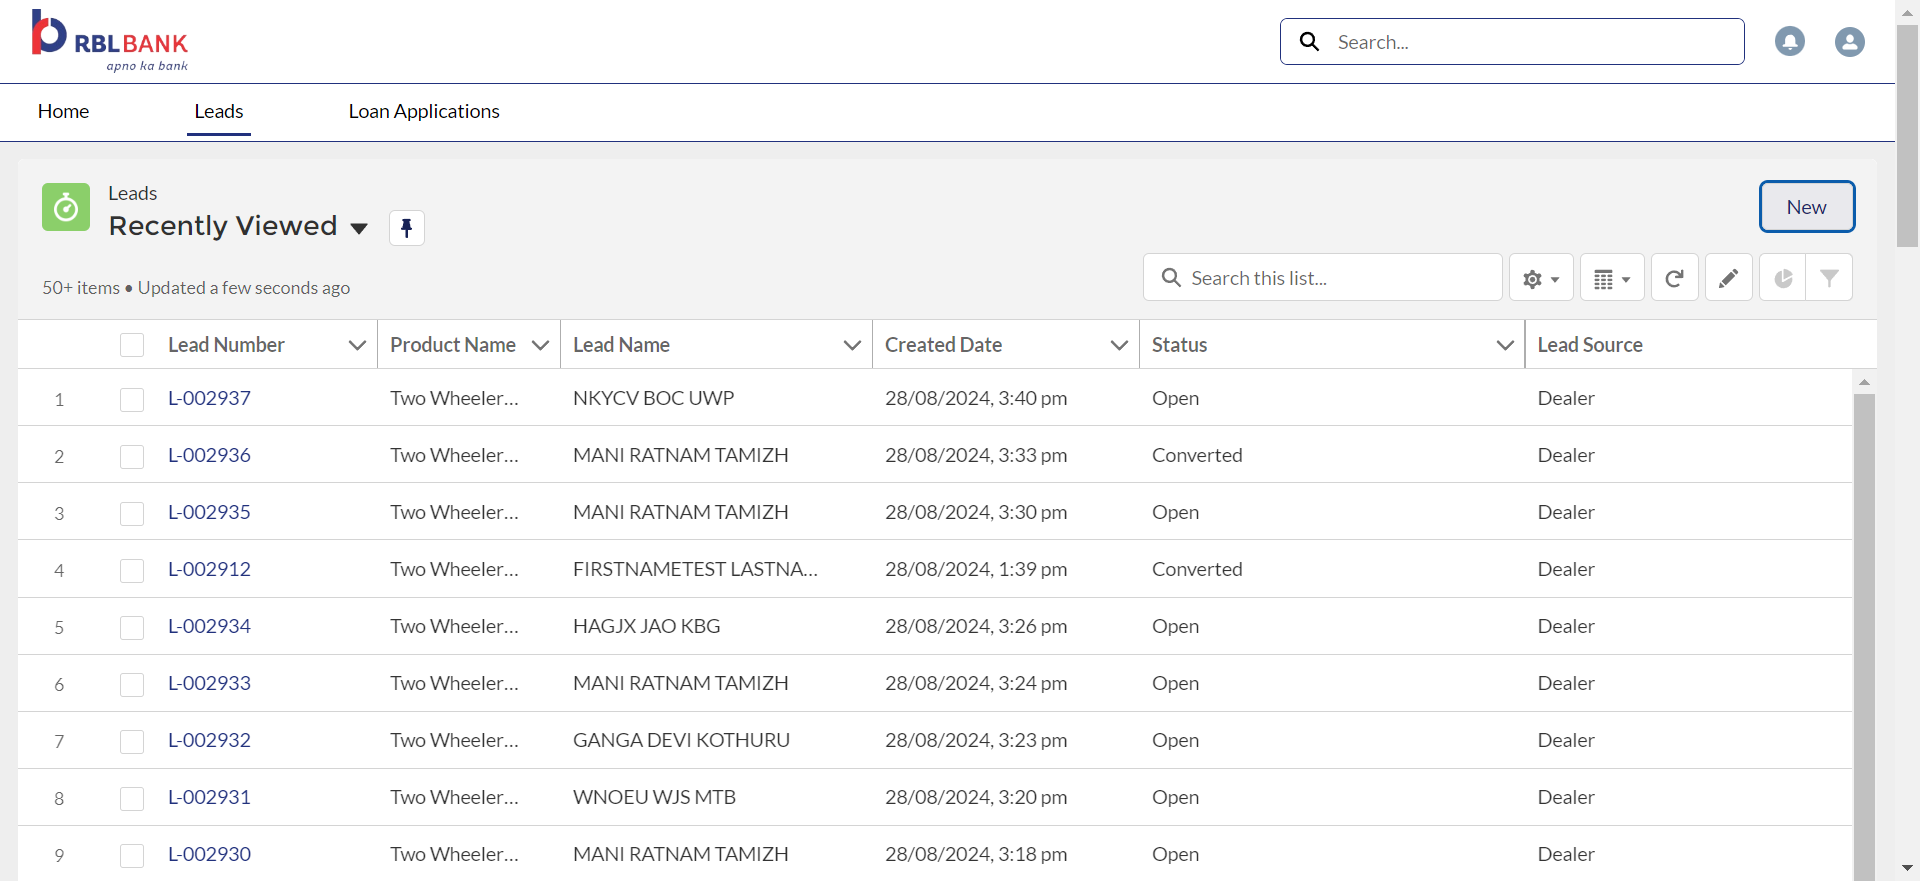 RBLBANK
apno ka bank
Search...
Home Leads Loan Applications
Leads
Recently Viewed
New
50+ items • Updated a few seconds ago
Search this list...
Lead Number Product Name Lead Name Created Date Status Lead Source
1 L-002937 Two Wheeler... NKYCV BOC UWP 28/08/2024, 3:40 pm Open Dealer
2 L-002936 Two Wheeler... MANI RATNAM TAMIZH 28/08/2024, 3:33 pm Converted Dealer
3 L-002935 Two Wheeler... MANI RATNAM TAMIZH 28/08/2024, 3:30 pm Open Dealer
4 L-002912 Two Wheeler... FIRSTNAMETEST LASTNA... 28/08/2024, 1:39 pm Converted Dealer
5 L-002934 Two Wheeler... HAGJX JAO KBG 28/08/2024, 3:26 pm Open Dealer
6 L-002933 Two Wheeler... MANI RATNAM TAMIZH 28/08/2024, 3:24 pm Open Dealer
7 L-002932 Two Wheeler... GANGA DEVI KOTHURU 28/08/2024, 3:23 pm Open Dealer
8 L-002931 Two Wheeler... WNOEU WJS MTB 28/08/2024, 3:20 pm Open Dealer
9 L-002930 Two Wheeler... MANI RATNAM TAMIZH 28/08/2024, 3:18 pm Open Dealer